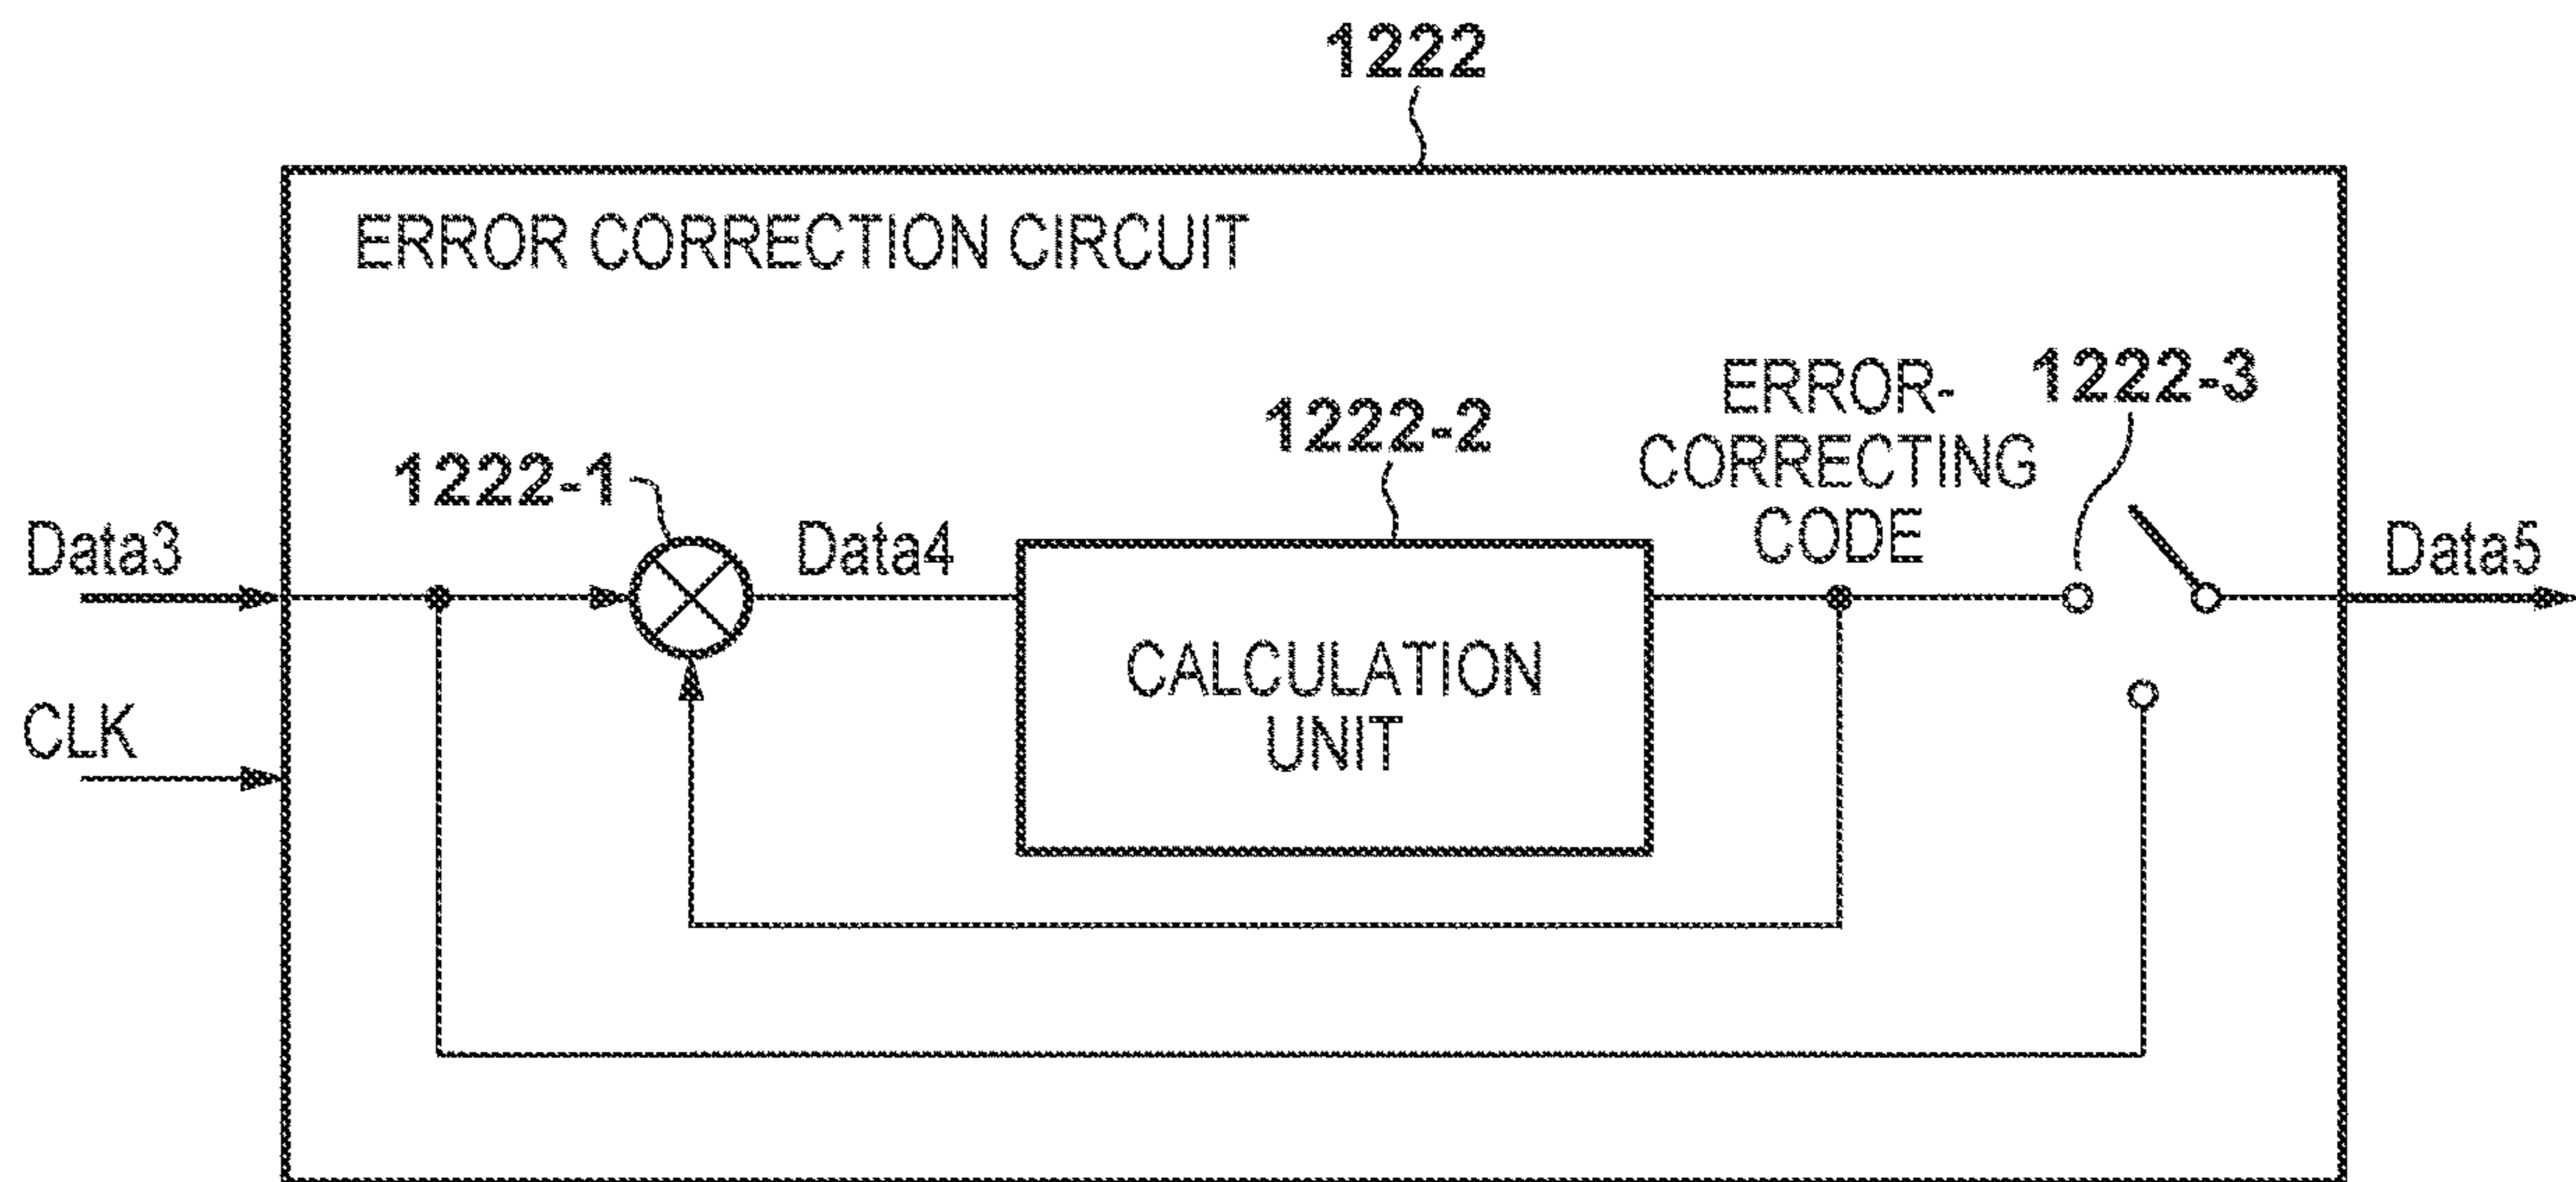 1222
ERROR CORRECTION CIRCUIT
ERROR-
CORRECTING
CODE
1222-3
1222-2
1222-1
Data3
Data4
Data5
CALCULATION
UNIT
CLK